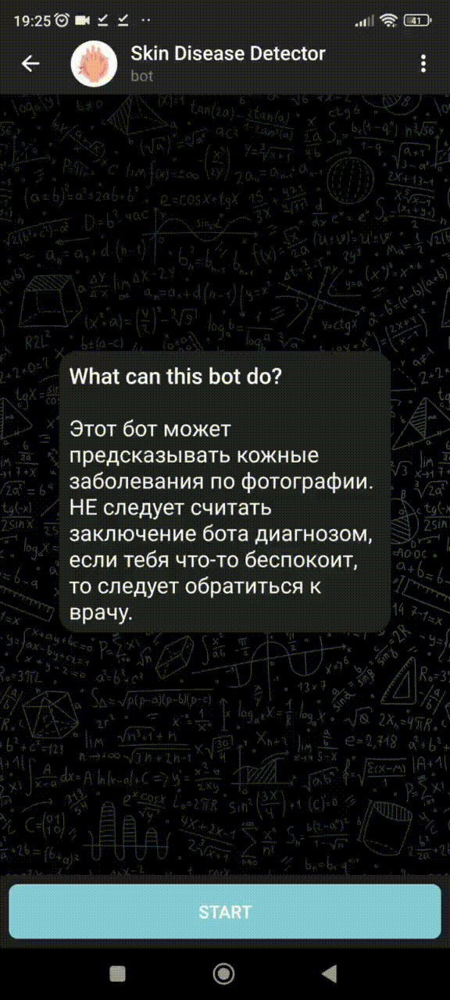 19:25
41
Skin Disease Detector
bot
What can this bot do?
Этот бот может
предсказывать кожные
заболевания по фотографии.
НЕ следует считать
заключение бота диагнозом,
если тебя что-то беспокоит,
то следует обратиться к
врачу.
START